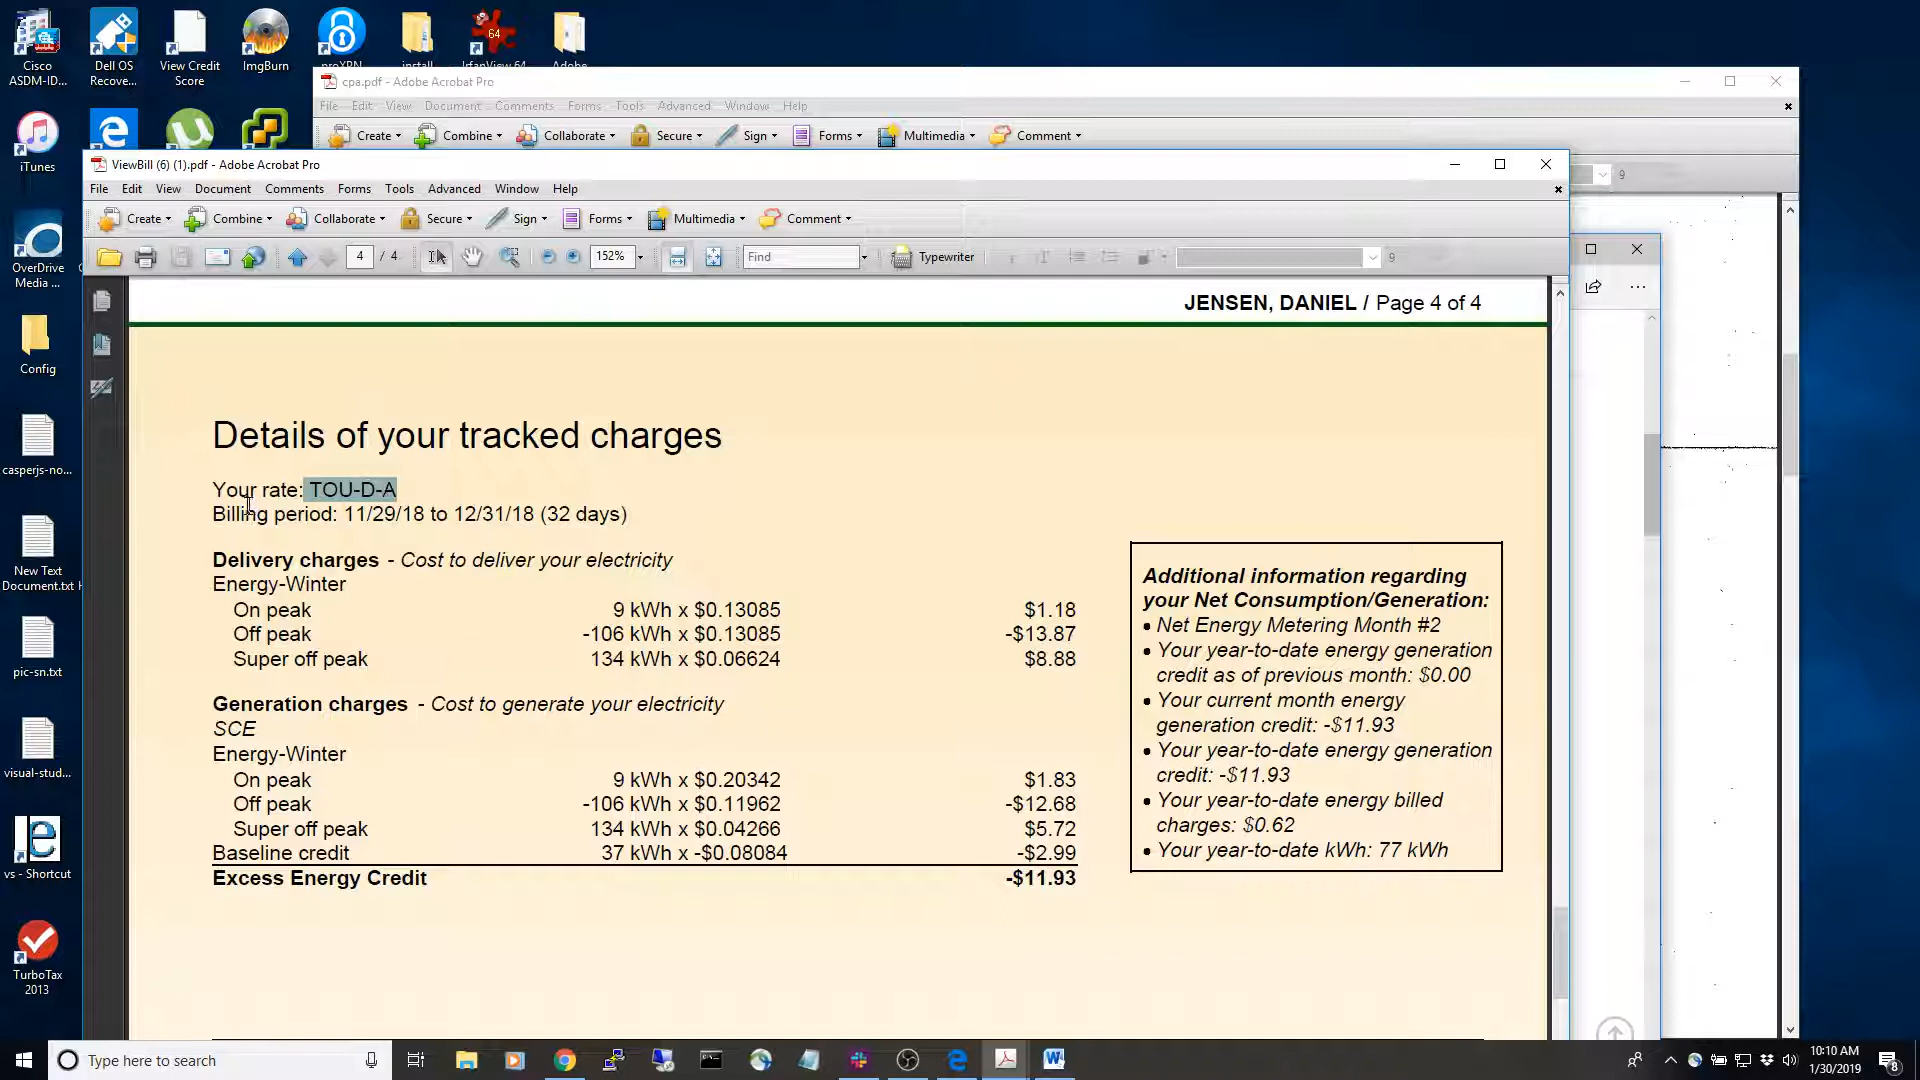 Cisco
ASDM-ID...
Dell OS
Recove...
View Credit
Score
ImgBurn
install
64
iTunes
OverDrive
Media ...
Config
casperjs-no...
New Text
Document.txt
pic-sn.txt
visual-stud...
vs - Shortcut
TurboTax
2013
cpa.pdf - Adobe Acrobat Pro
File Edit View Document Comments Forms Tools Advanced Window Help
Create Combine Collaborate Secure Sign Forms Multimedia Comment
9
ViewBill (6) (1).pdf - Adobe Acrobat Pro
File Edit View Document Comments Forms Tools Advanced Window Help
Create Combine Collaborate Secure Sign Forms Multimedia Comment
4 / 4 152% Find Typewriter 9
JENSEN, DANIEL / Page 4 of 4
Details of your tracked charges
Your rate: TOU-D-A
Billing period: 11/29/18 to 12/31/18 (32 days)
Delivery charges - Cost to deliver your electricity
Energy-Winter
On peak 9 kWh x $0.13085 $1.18
Off peak -106 kWh x $0.13085 -$13.87
Super off peak 134 kWh x $0.06624 $8.88
Generation charges - Cost to generate your electricity
SCE
Energy-Winter
On peak 9 kWh x $0.20342 $1.83
Off peak -106 kWh x $0.11962 -$12.68
Super off peak 134 kWh x $0.04266 $5.72
Baseline credit 37 kWh x -$0.08084 -$2.99
Excess Energy Credit -$11.93
Additional information regarding
your Net Consumption/Generation:
• Net Energy Metering Month #2
• Your year-to-date energy generation
credit as of previous month: $0.00
• Your current month energy
generation credit: -$11.93
• Your year-to-date energy generation
credit: -$11.93
• Your year-to-date energy billed
charges: $0.62
• Your year-to-date kWh: 77 kWh
Type here to search
10:10 AM
1/30/2019
8